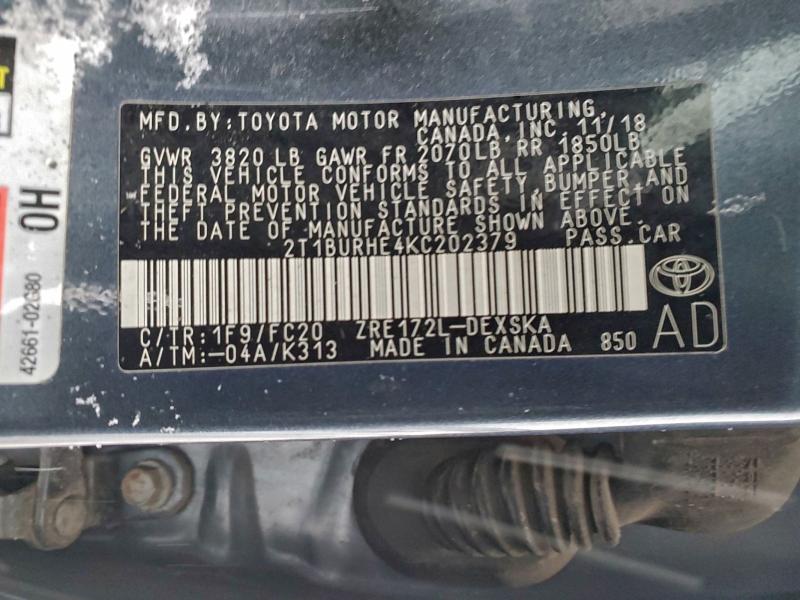 MFD. BY: TOYOTA MOTOR MANUFACTURING,
CANADA, INC. 11/18
GVWR 3820 LB GAWR FR 2070LB RR 1850LB
THIS VEHICLE CONFORMS TO ALL APPLICABLE
FEDERAL MOTOR VEHICLE SAFETY, BUMPER AND
THEFT PREVENTION STANDARDS IN EFFECT ON
THE DATE OF MANUFACTURE SHOWN ABOVE.
2T1BURHE4KC202379 PASS. CAR
C/TR: 1F9/FC20 ZRE172L-DEXSKA
A/TM: -04A/K313 MADE IN CANADA 850
AD
0H